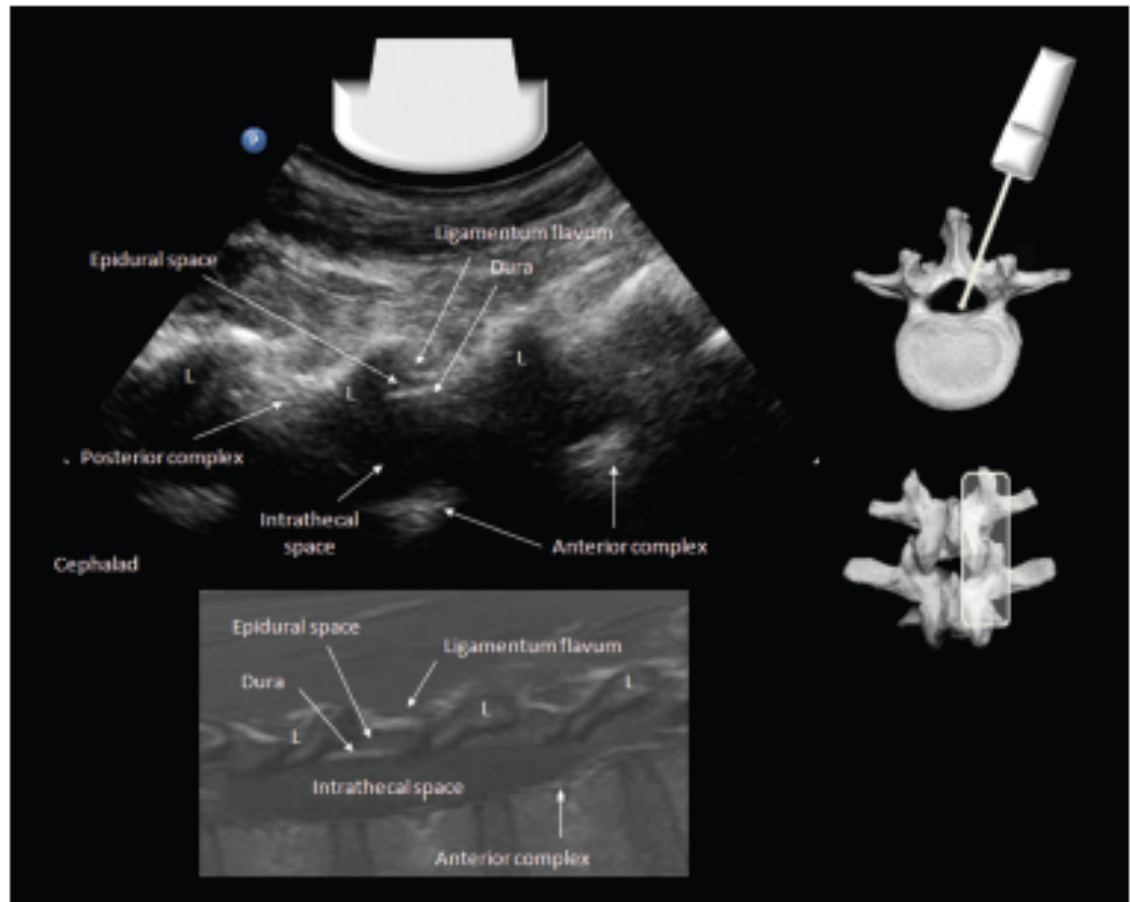 P
Ligamentum flavum
Epidural space
Dura
L
L
L
Posterior complex
Intrathecal
space
Anterior complex
Cephalad
Epidural space
Ligamentum flavum
Dura
L
L
L
Intrathecal space
Anterior complex